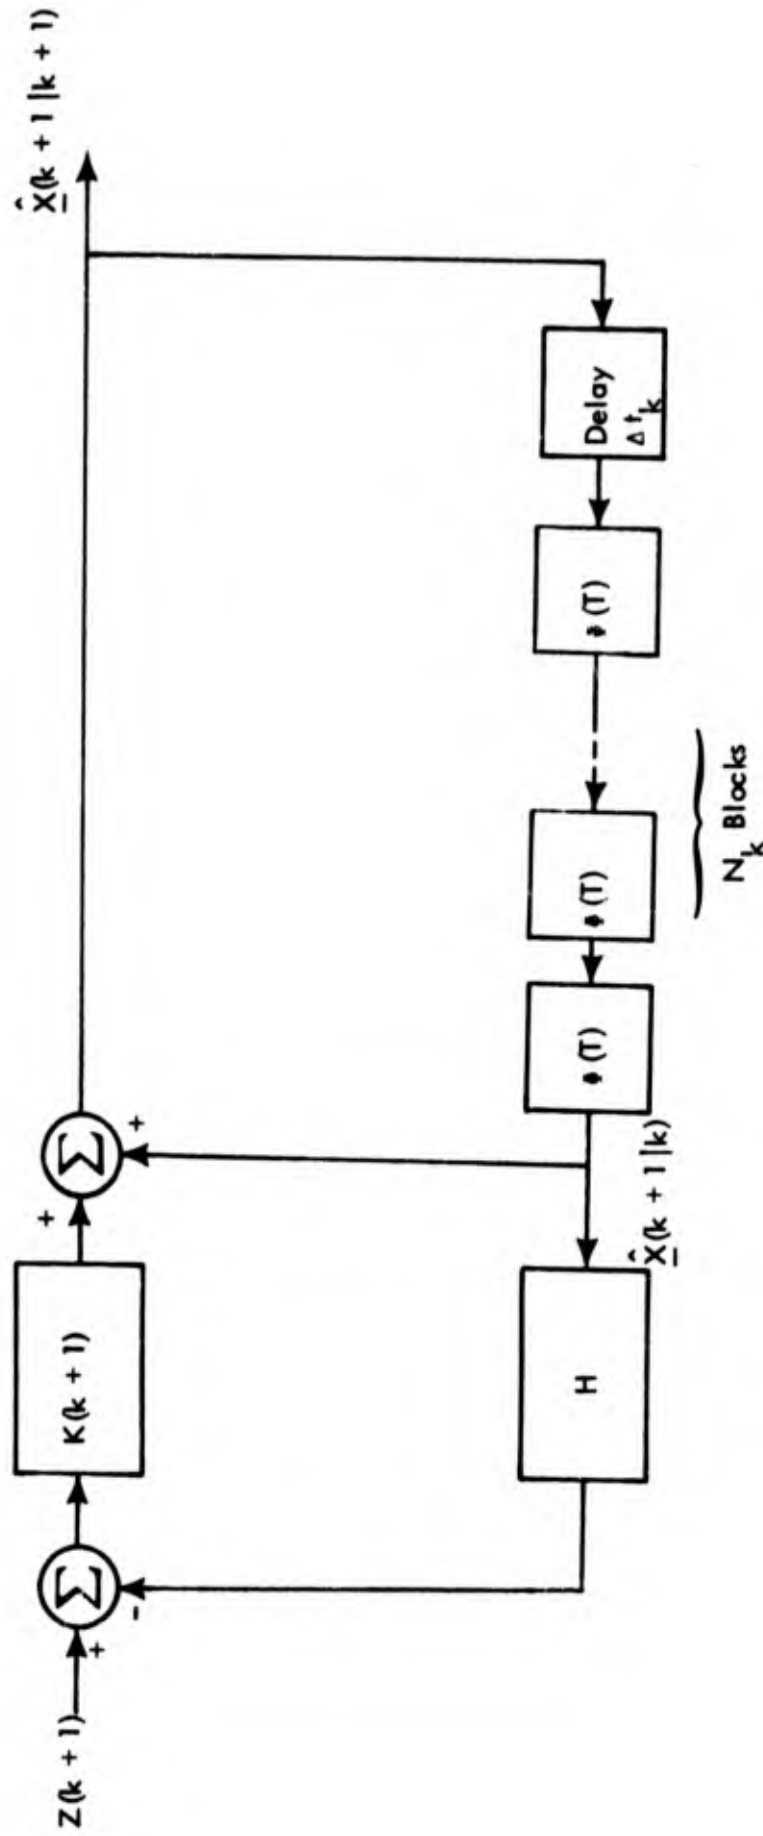 Z(k + 1)
+
-
Σ
K(k + 1)
+
+
Σ
X̂(k + 1|k + 1)
H
X̂(k + 1|k)
Φ(T)
Φ(T)
Φ(T)
Delay
Δt_k
N_k Blocks